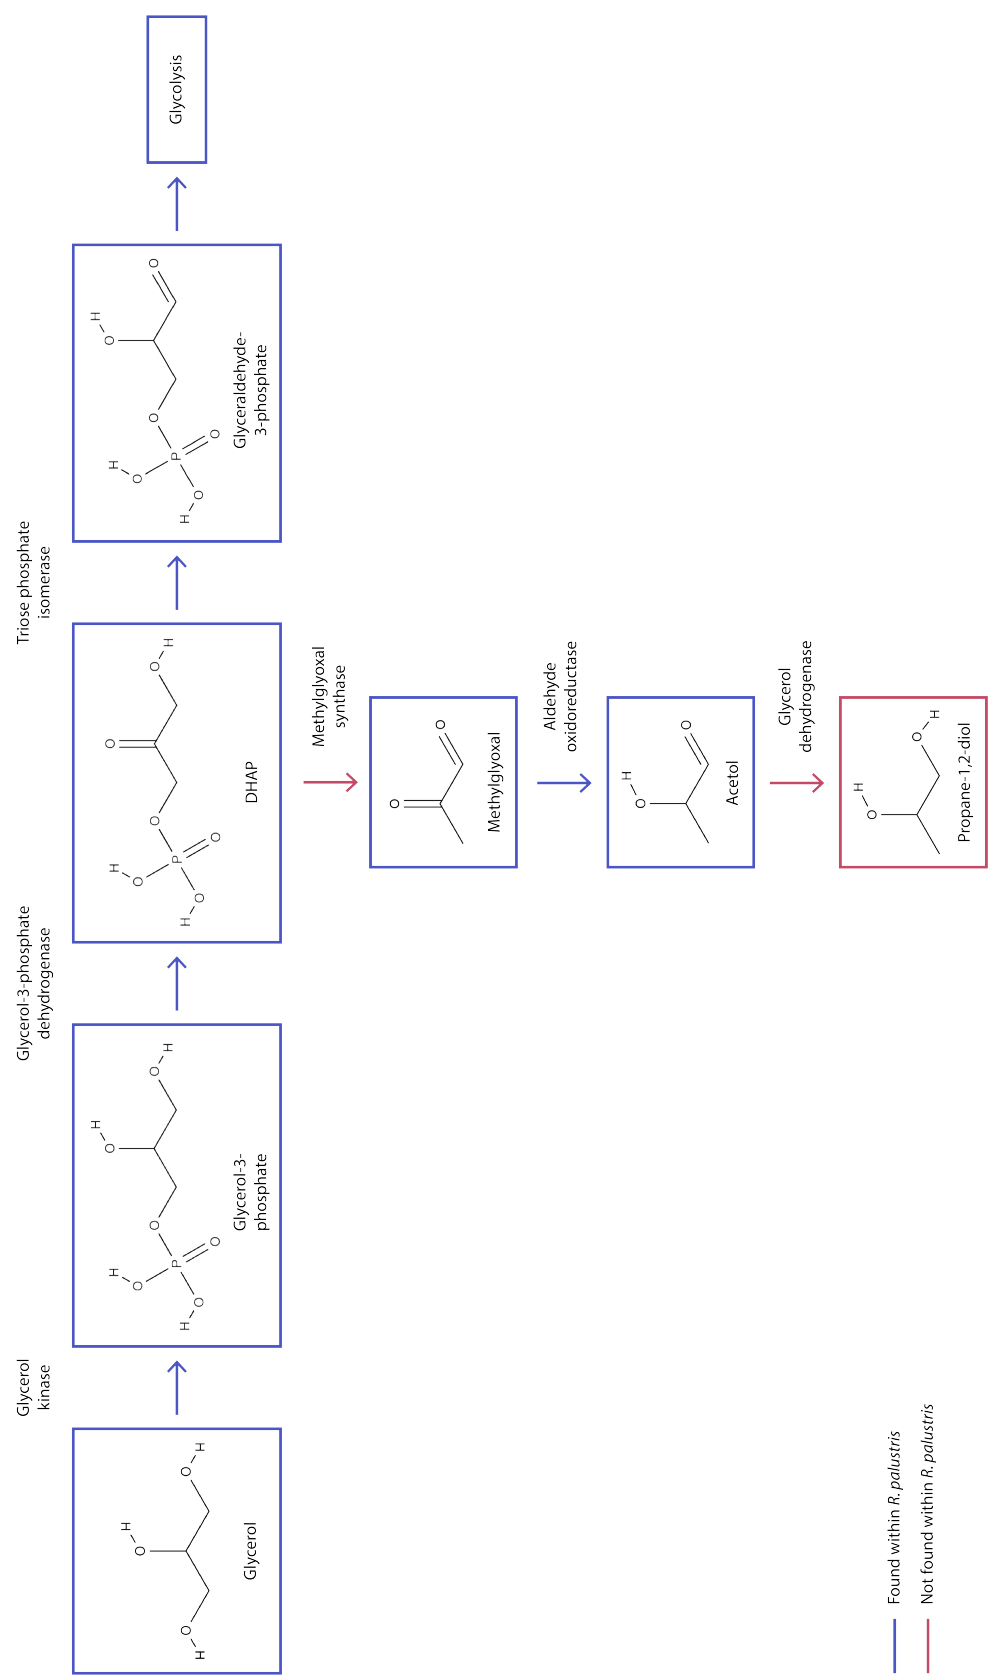 Glycerol
kinase
Glycerol-3-phosphate
dehydrogenase
Triose phosphate
isomerase
H
O
H
O
O
H
Glycerol
H
O
H
O
P
O
O
H
O
O
H
Glycerol-3-
phosphate
H
O
H
O
P
O
O
O
O
H
DHAP
H
O
H
O
P
O
O
H
O
O
Glyceraldehyde-
3-phosphate
Glycolysis
Methylglyoxal
synthase
O
O
Methylglyoxal
Aldehyde
oxidoreductase
H
O
O
Acetol
Glycerol
dehydrogenase
H
O
O
H
Propane-1,2-diol
Found within R. palustris
Not found within R. palustris